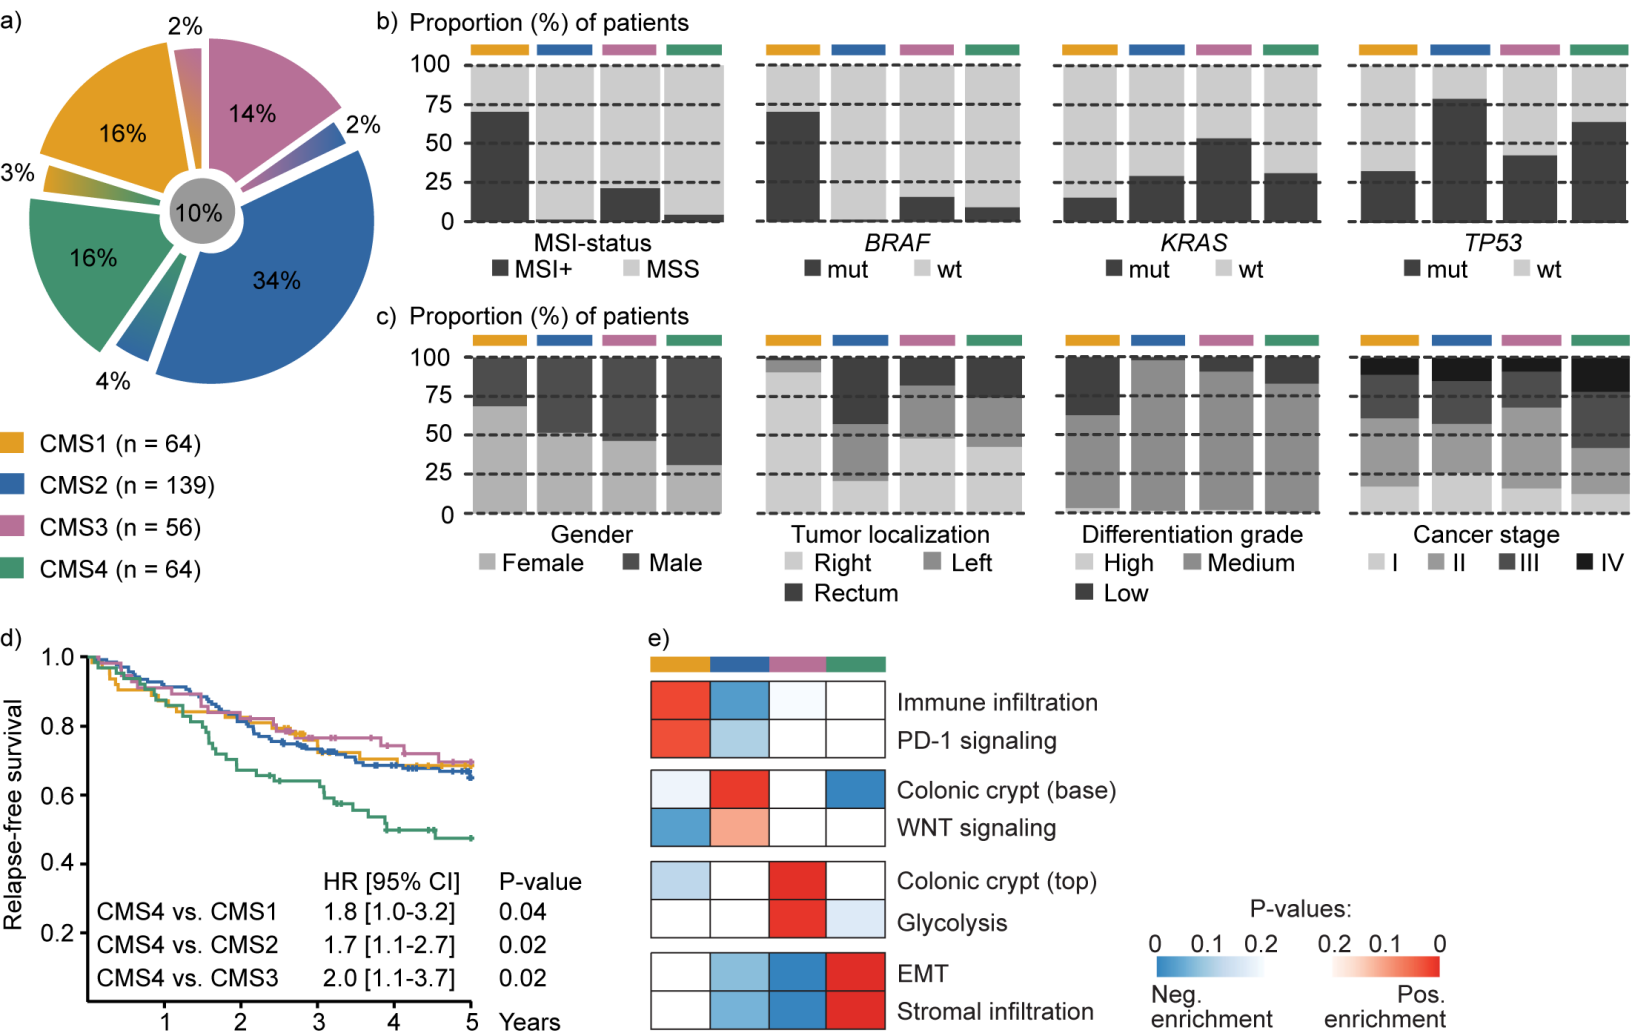 a)
2%
14%
2%
16%
3%
10%
16%
34%
4%
CMS1 (n = 64)
CMS2 (n = 139)
CMS3 (n = 56)
CMS4 (n = 64)
b) Proportion (%) of patients
100
75
50
25
0
MSI-status
MSI+ MSS
BRAF
mut wt
KRAS
mut wt
TP53
mut wt
c) Proportion (%) of patients
100
75
50
25
0
Gender
Female Male
Tumor localization
Right Left
Rectum
Differentiation grade
High Medium
Low
Cancer stage
I II III IV
d)
Relapse-free survival
1.0
0.8
0.6
0.4
0.2
HR [95% CI] P-value
CMS4 vs. CMS1 1.8 [1.0-3.2] 0.04
CMS4 vs. CMS2 1.7 [1.1-2.7] 0.02
CMS4 vs. CMS3 2.0 [1.1-3.7] 0.02
1 2 3 4 5 Years
e)
Immune infiltration
PD-1 signaling
Colonic crypt (base)
WNT signaling
Colonic crypt (top)
Glycolysis
EMT
Stromal infiltration
P-values:
0 0.1 0.2 0.2 0.1 0
Neg. Pos.
enrichment enrichment